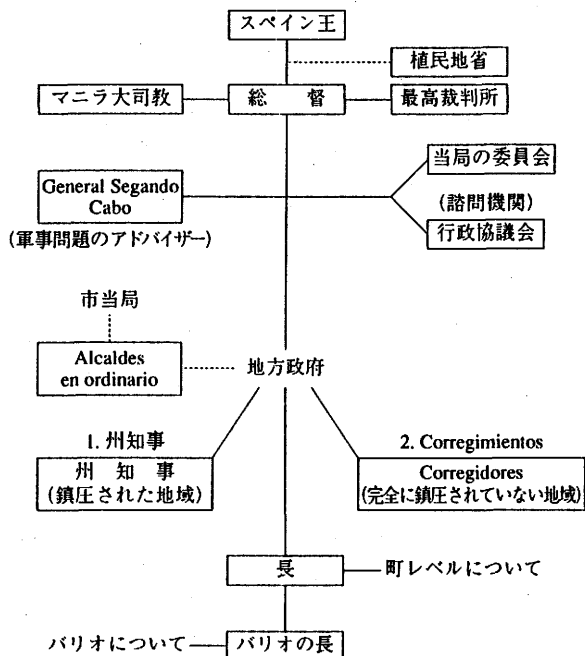 スペイン王
植民地省
マニラ大司教
総督
最高裁判所
当局の委員会
General Segando
Cabo
(諮問機関)
(軍事問題のアドバイザー)
行政協議会
市当局
Alcaldes
en ordinario
地方政府
1. 州知事
2. Corregimientos
州知事
(鎮圧された地域)
Corregidores
(完全に鎮圧されていない地域)
長
町レベルについて
バリオについて
バリオの長